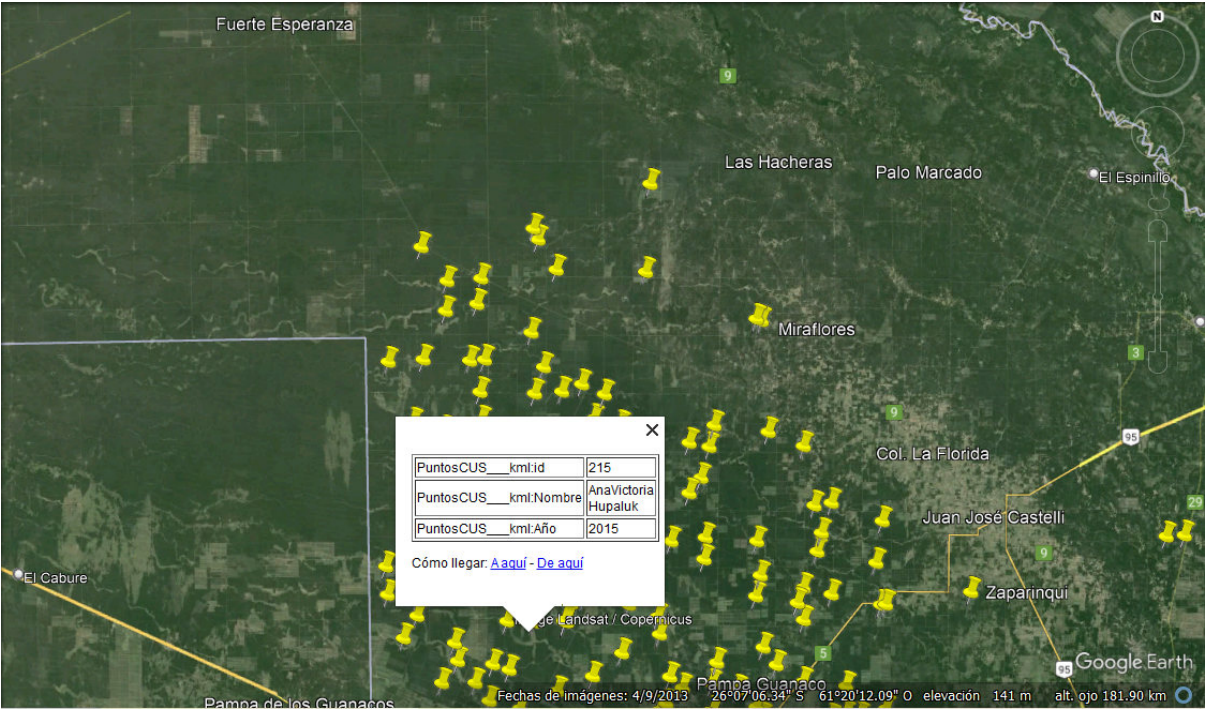 Fuerte Esperanza
N
9
Las Hacheras
Palo Marcado
El Espinillo
Miraflores
3
9
95
Col. La Florida
PuntosCUS___kml:id 215
PuntosCUS___kml:Nombre AnaVictoria
Hupaluk
PuntosCUS___kml:Año 2015
Cómo llegar: A aquí - De aquí
29
Juan José Castelli
9
El Cabure
Zaparinqui
Landsat / Copernicus
5
95
Google Earth
Pampa Guanaco
Pampa de los Guanacos
Fechas de imágenes: 4/9/2013 26°07'06.34" S 61°20'12.09" O elevación 141 m alt. ojo 181.90 km